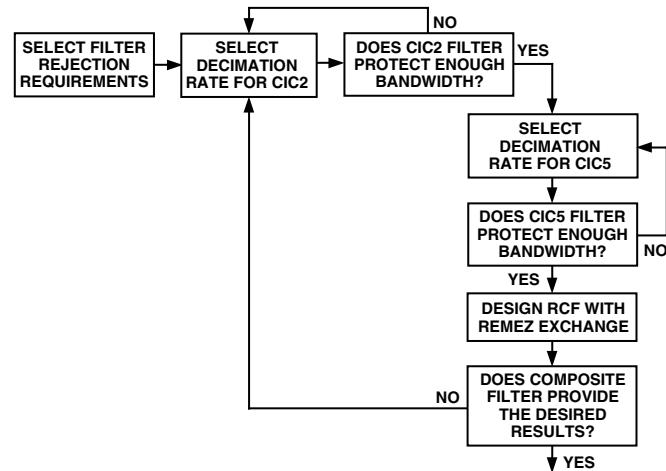 NO
SELECT FILTER
REJECTION
REQUIREMENTS
SELECT
DECIMATION
RATE FOR CIC2
DOES CIC2 FILTER
PROTECT ENOUGH
BANDWIDTH?
YES
SELECT
DECIMATION
RATE FOR CIC5
DOES CIC5 FILTER
PROTECT ENOUGH
BANDWIDTH?
NO
YES
DESIGN RCF WITH
REMEZ EXCHANGE
NO
DOES COMPOSITE
FILTER PROVIDE
THE DESIRED
RESULTS?
YES